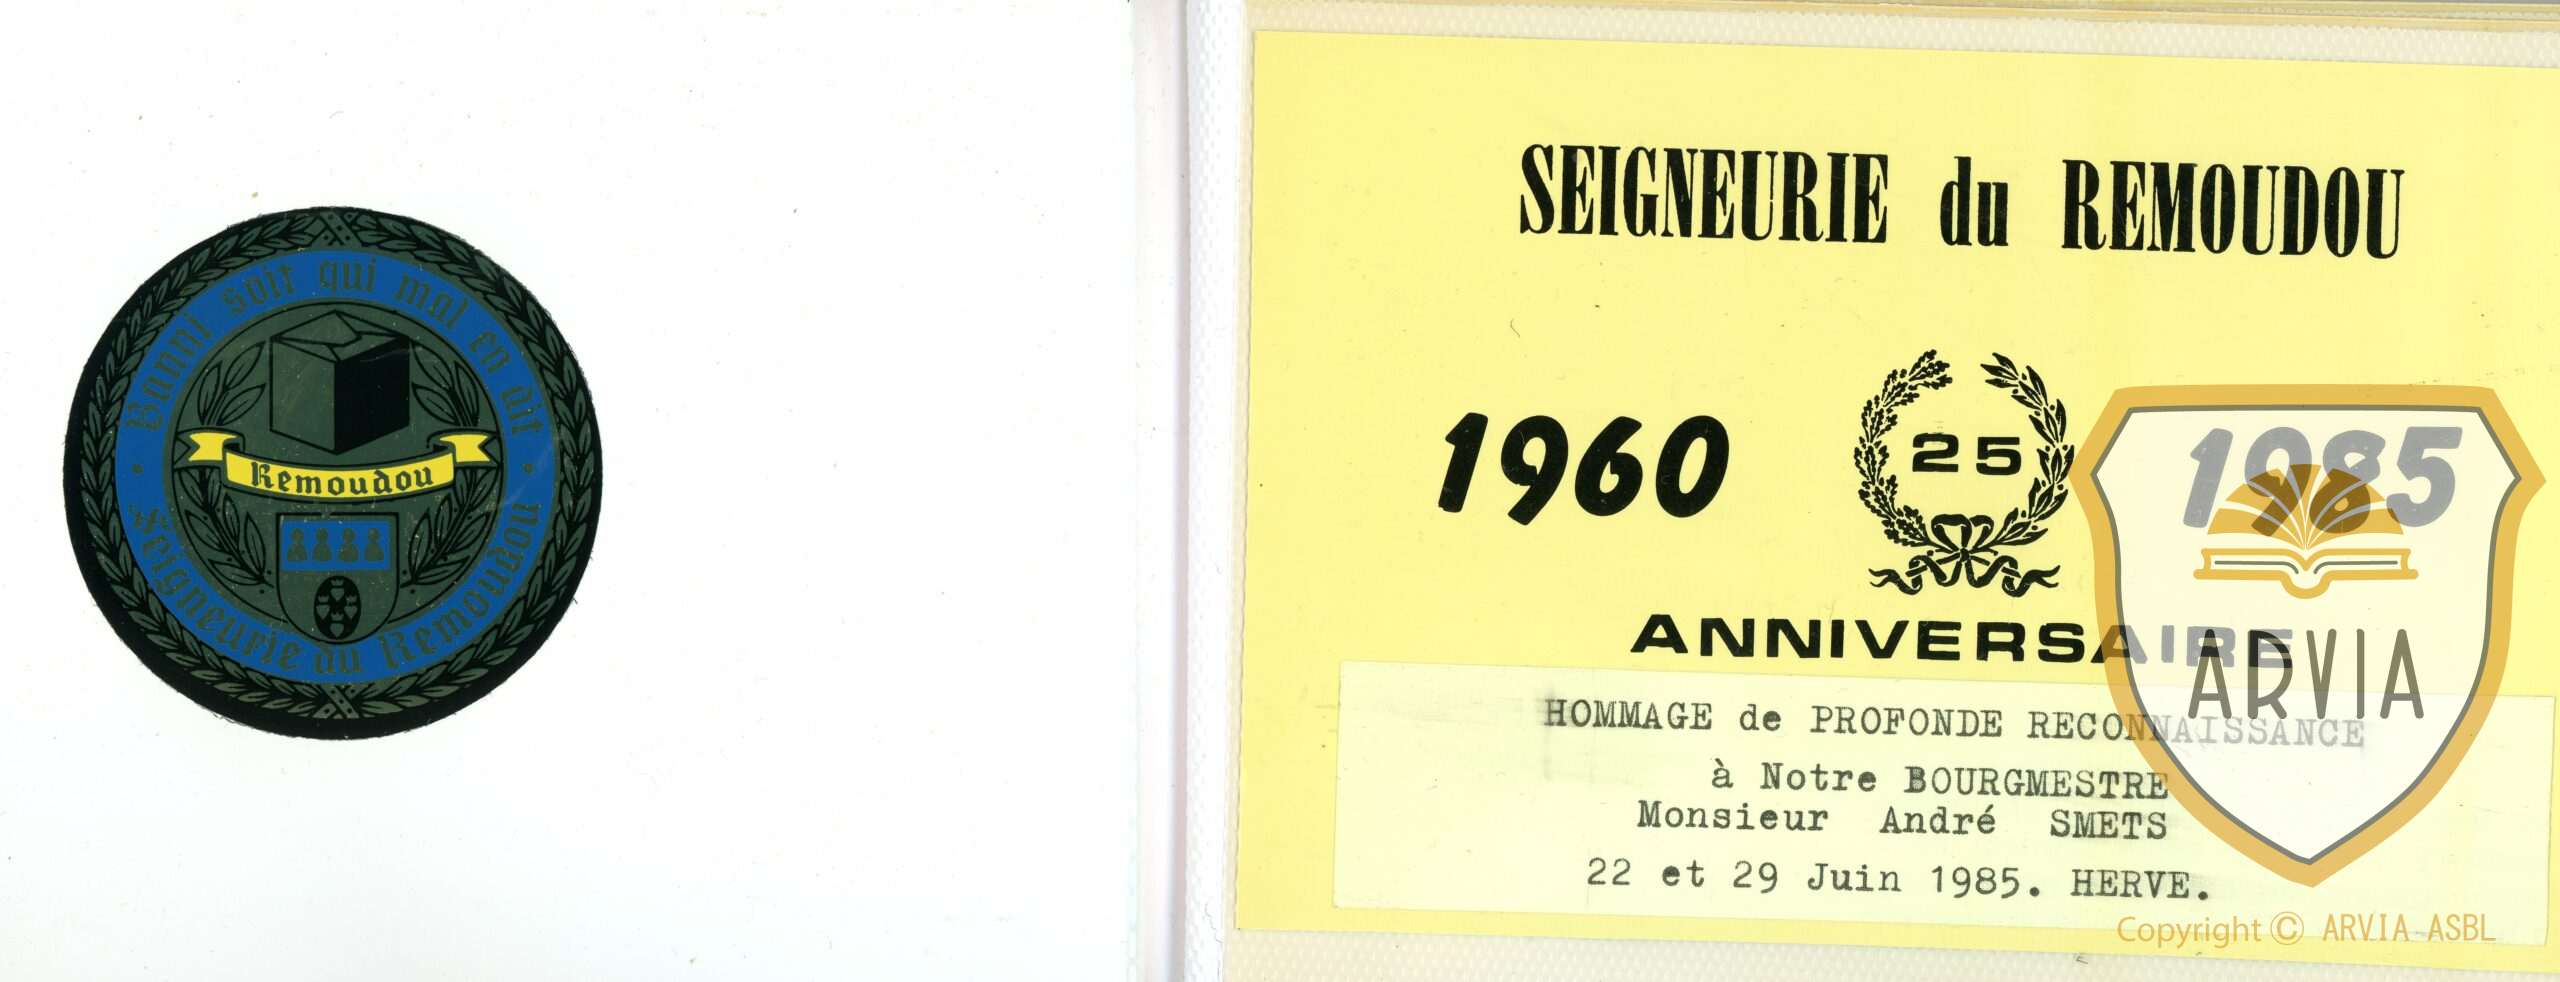 Banni soit qui mal en dit
Remoudou
Seigneurie du Remoudou
SEIGNEURIE du REMOUDOU
1960 25 1985
ANNIVERSAIRE
HOMMAGE de PROFONDE RECONNAISSANCE
à Notre BOURGMESTRE
Monsieur André SMETS
22 et 29 Juin 1985. HERVE.
ARVIA
Copyright © ARVIA ASBL